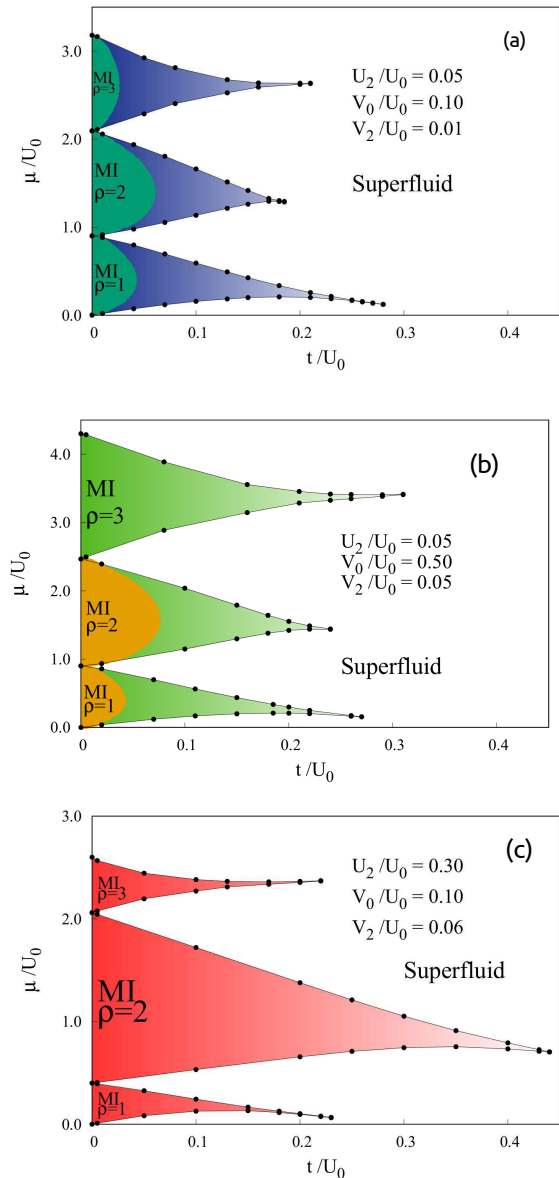 (a)
3.0
2.0
1.0
0.0
μ/U0
MI
ρ=3
MI
ρ=2
MI
ρ=1
U2/U0 = 0.05
V0/U0 = 0.10
V2/U0 = 0.01
Superfluid
0 0.1 0.2 0.3 0.4
t/U0
(b)
4.0
3.0
2.0
1.0
0.0
μ/U0
MI
ρ=3
MI
ρ=2
MI
ρ=1
U2/U0 = 0.05
V0/U0 = 0.50
V2/U0 = 0.05
Superfluid
0 0.1 0.2 0.3 0.4
t/U0
(c)
3.0
2.0
1.0
0.0
μ/U0
MI
ρ=3
MI
ρ=2
MI
ρ=1
U2/U0 = 0.30
V0/U0 = 0.10
V2/U0 = 0.06
Superfluid
0 0.1 0.2 0.3 0.4
t/U0